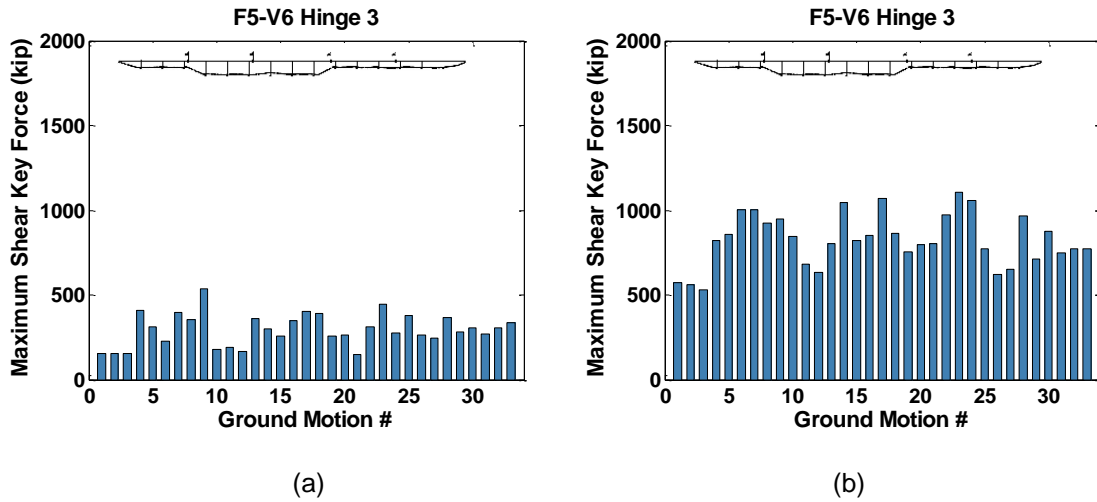 F5-V6 Hinge 3
Maximum Shear Key Force (kip)
2000
1500
1000
500
0
0 5 10 15 20 25 30
Ground Motion #
(a)
F5-V6 Hinge 3
Maximum Shear Key Force (kip)
2000
1500
1000
500
0
0 5 10 15 20 25 30
Ground Motion #
(b)